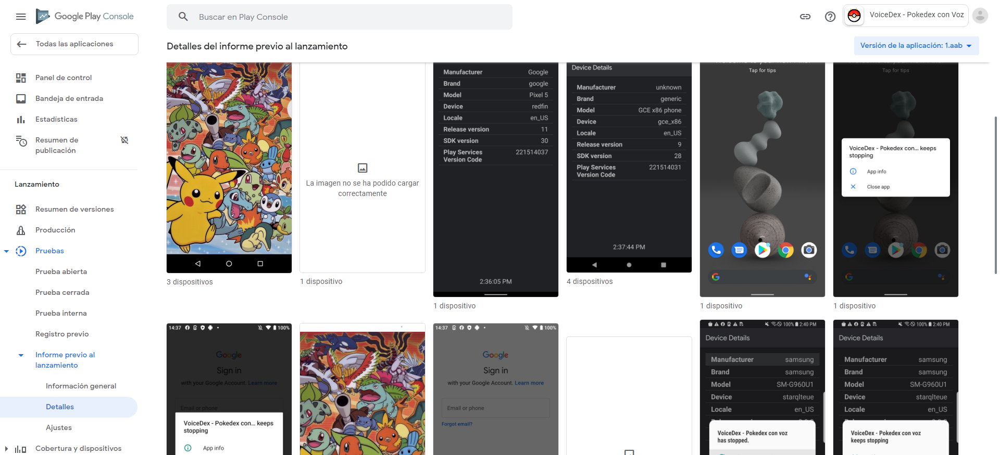 Google Play Console
Buscar en Play Console
VoiceDex - Pokedex con Voz
Todas las aplicaciones
Detalles del informe previo al lanzamiento
Versión de la aplicación: 1.aab
Panel de control
Bandeja de entrada
Estadísticas
Resumen de
publicación
Lanzamiento
Resumen de versiones
Producción
Pruebas
Prueba abierta
Prueba cerrada
Prueba interna
Registro previo
Informe previo al
lanzamiento
Información general
Detalles
Ajustes
Cobertura y dispositivos
3 dispositivos
La imagen no se ha podido cargar
correctamente
1 dispositivo
Manufacturer Google
Brand google
Model Pixel 5
Device redfin
Locale en_US
Release version 11
SDK version 30
Play Services 221514037
Version Code
2:36:05 PM
1 dispositivo
Device Details
Manufacturer unknown
Brand generic
Model GCE x86 phone
Device gce_x86
Locale en_US
Release version 9
SDK version 28
Play Services 221514031
Version Code
2:37:44 PM
4 dispositivos
Tap for tips
1 dispositivo
Tap for tips
VoiceDex - Pokedex con... keeps
stopping
App info
Close app
1 dispositivo
14:37 100%
Google
Sign in
with your Google Account. Learn more
Email or phone
VoiceDex - Pokedex con... keeps
stopping
App info
14:37 100%
Google
Sign in
with your Google Account. Learn more
Email or phone
Forgot email?
100% 2:40 PM
Device Details
Manufacturer samsung
Brand samsung
Model SM-G960U1
Device starqlteue
Locale en_US
VoiceDex - Pokedex con voz
has stopped.
100% 2:40 PM
Device Details
Manufacturer samsung
Brand samsung
Model SM-G960U1
Device starqlteue
Locale en_US
VoiceDex - Pokedex con voz
keeps stopping